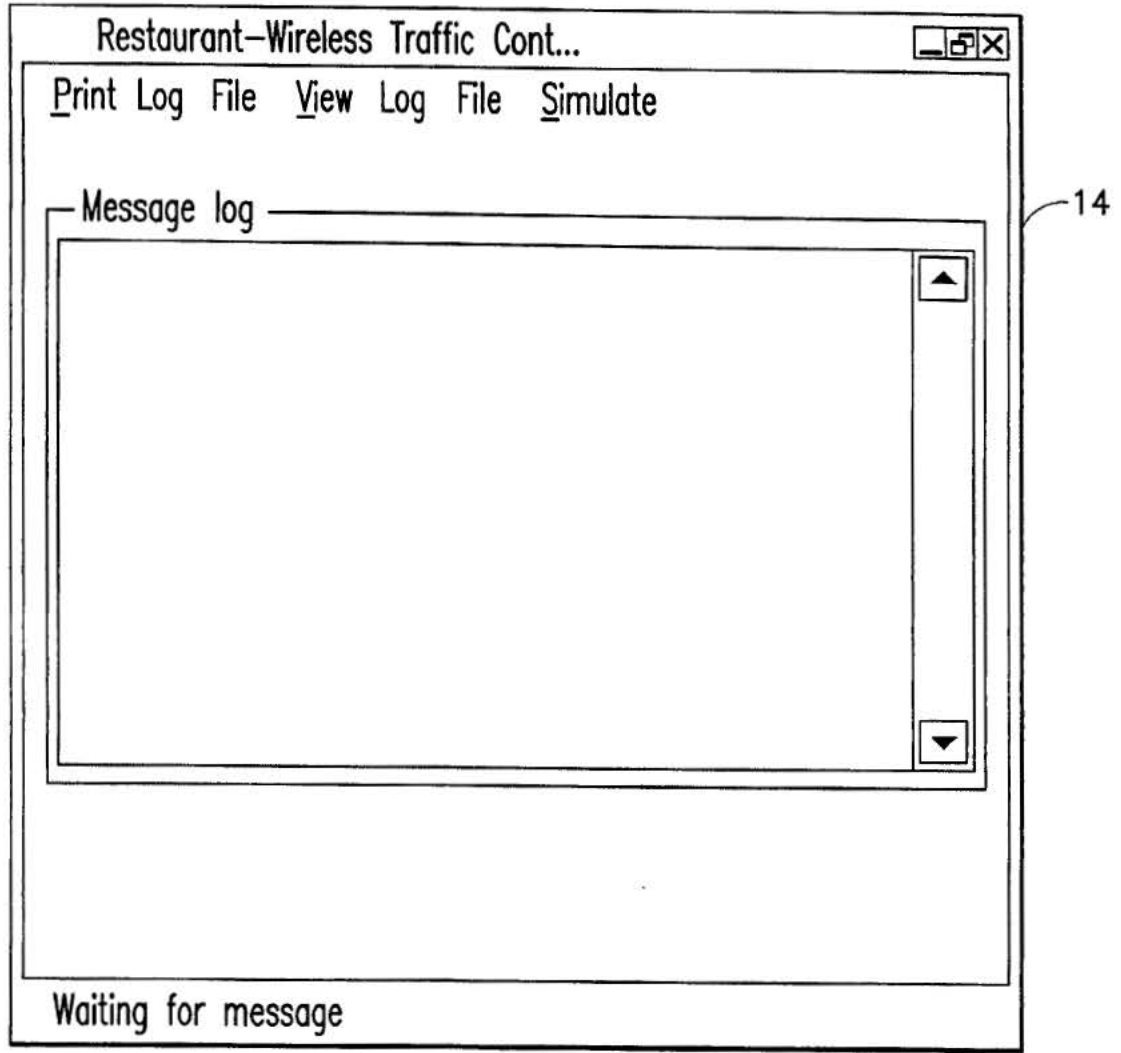 Restaurant–Wireless Traffic Cont...
Print Log File View Log File Simulate
Message log
14
Waiting for message